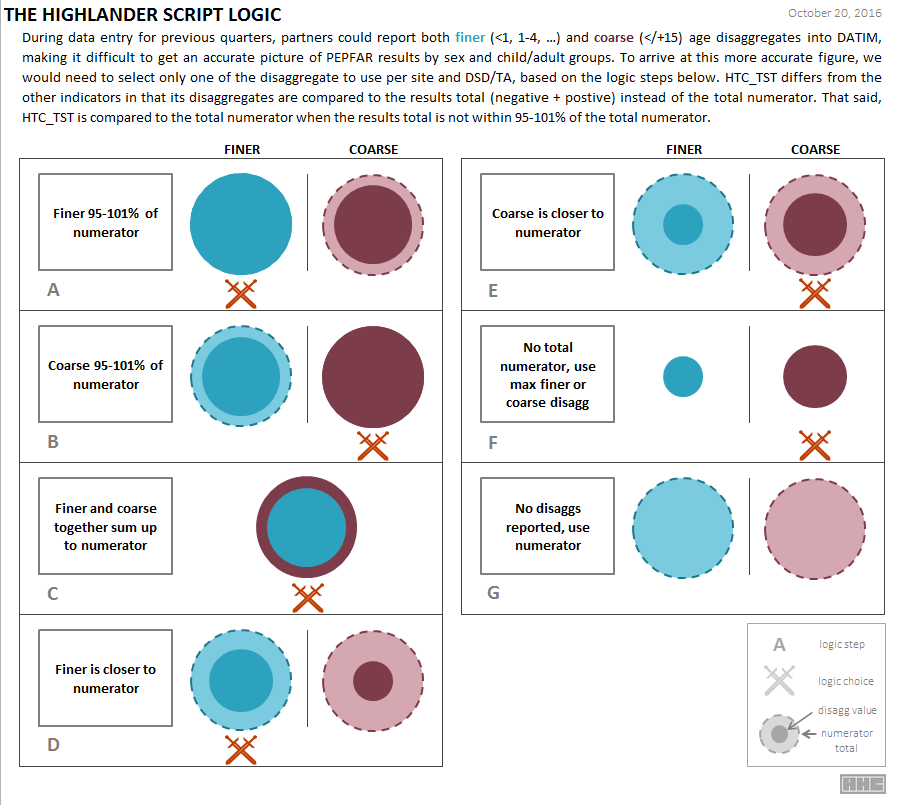 THE HIGHLANDER SCRIPT LOGIC
October 20, 2016
During data entry for previous quarters, partners could report both finer (<1, 1-4, ...) and coarse (</+15) age disaggregates into DATIM,
making it difficult to get an accurate picture of PEPFAR results by sex and child/adult groups. To arrive at this more accurate figure, we
would need to select only one of the disaggregate to use per site and DSD/TA, based on the logic steps below. HTC_TST differs from the
other indicators in that its disaggregates are compared to the results total (negative + postive) instead of the total numerator. That said,
HTC_TST is compared to the total numerator when the results total is not within 95-101% of the total numerator.
FINER
COARSE
Finer 95-101% of
numerator
A
Coarse 95-101% of
numerator
B
Finer and coarse
together sum up
to numerator
C
Finer is closer to
numerator
D
FINER
COARSE
Coarse is closer to
numerator
E
No total
numerator, use
max finer or
coarse disagg
F
No disaggs
reported, use
numerator
G
A
logic step
logic choice
disagg value
numerator
total
AHC